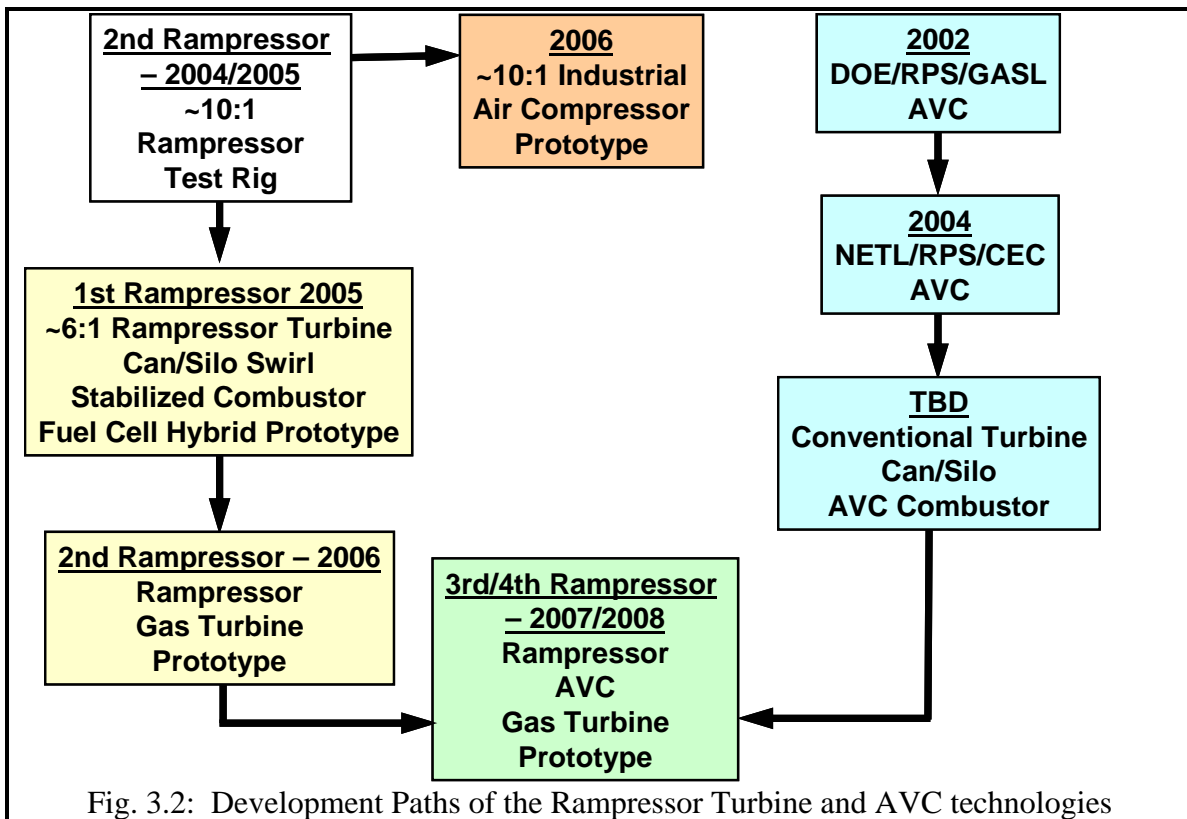 2nd Rampressor
– 2004/2005
~10:1
Rampressor
Test Rig
2006
~10:1 Industrial
Air Compressor
Prototype
2002
DOE/RPS/GASL
AVC
2004
NETL/RPS/CEC
AVC
1st Rampressor 2005
~6:1 Rampressor Turbine
Can/Silo Swirl
Stabilized Combustor
Fuel Cell Hybrid Prototype
TBD
Conventional Turbine
Can/Silo
AVC Combustor
2nd Rampressor – 2006
Rampressor
Gas Turbine
Prototype
3rd/4th Rampressor
– 2007/2008
Rampressor
AVC
Gas Turbine
Prototype
Fig. 3.2: Development Paths of the Rampressor Turbine and AVC technologies